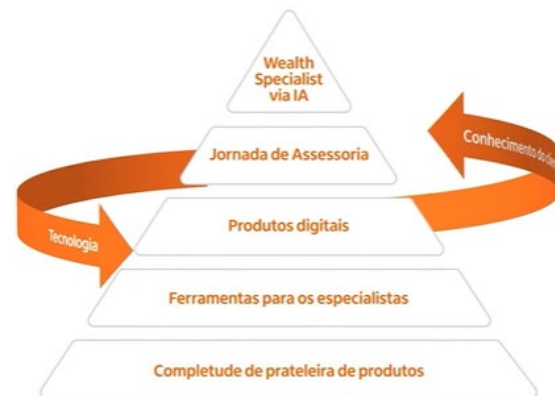 Wealth
Specialist
via IA
Jornada de Assessoria
Conhecimento do
Tecnologia
Produtos digitais
Ferramentas para os especialistas
Completude de prateleira de produtos